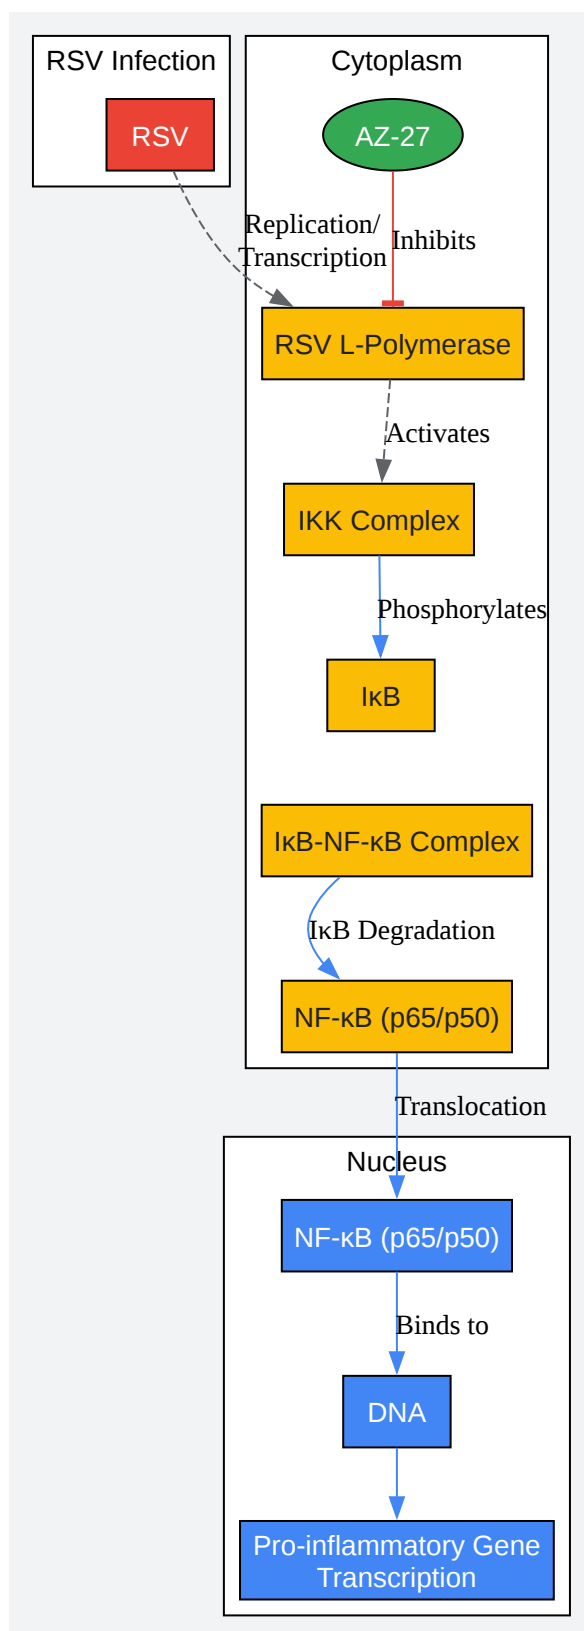 RSV Infection
Cytoplasm
RSV
AZ-27
Replication/
Transcription
Inhibits
RSV L-Polymerase
Activates
IKK Complex
Phosphorylates
IκB
IκB-NF-κB Complex
IκB Degradation
NF-κB (p65/p50)
Translocation
Nucleus
NF-κB (p65/p50)
Binds to
DNA
Pro-inflammatory Gene
Transcription